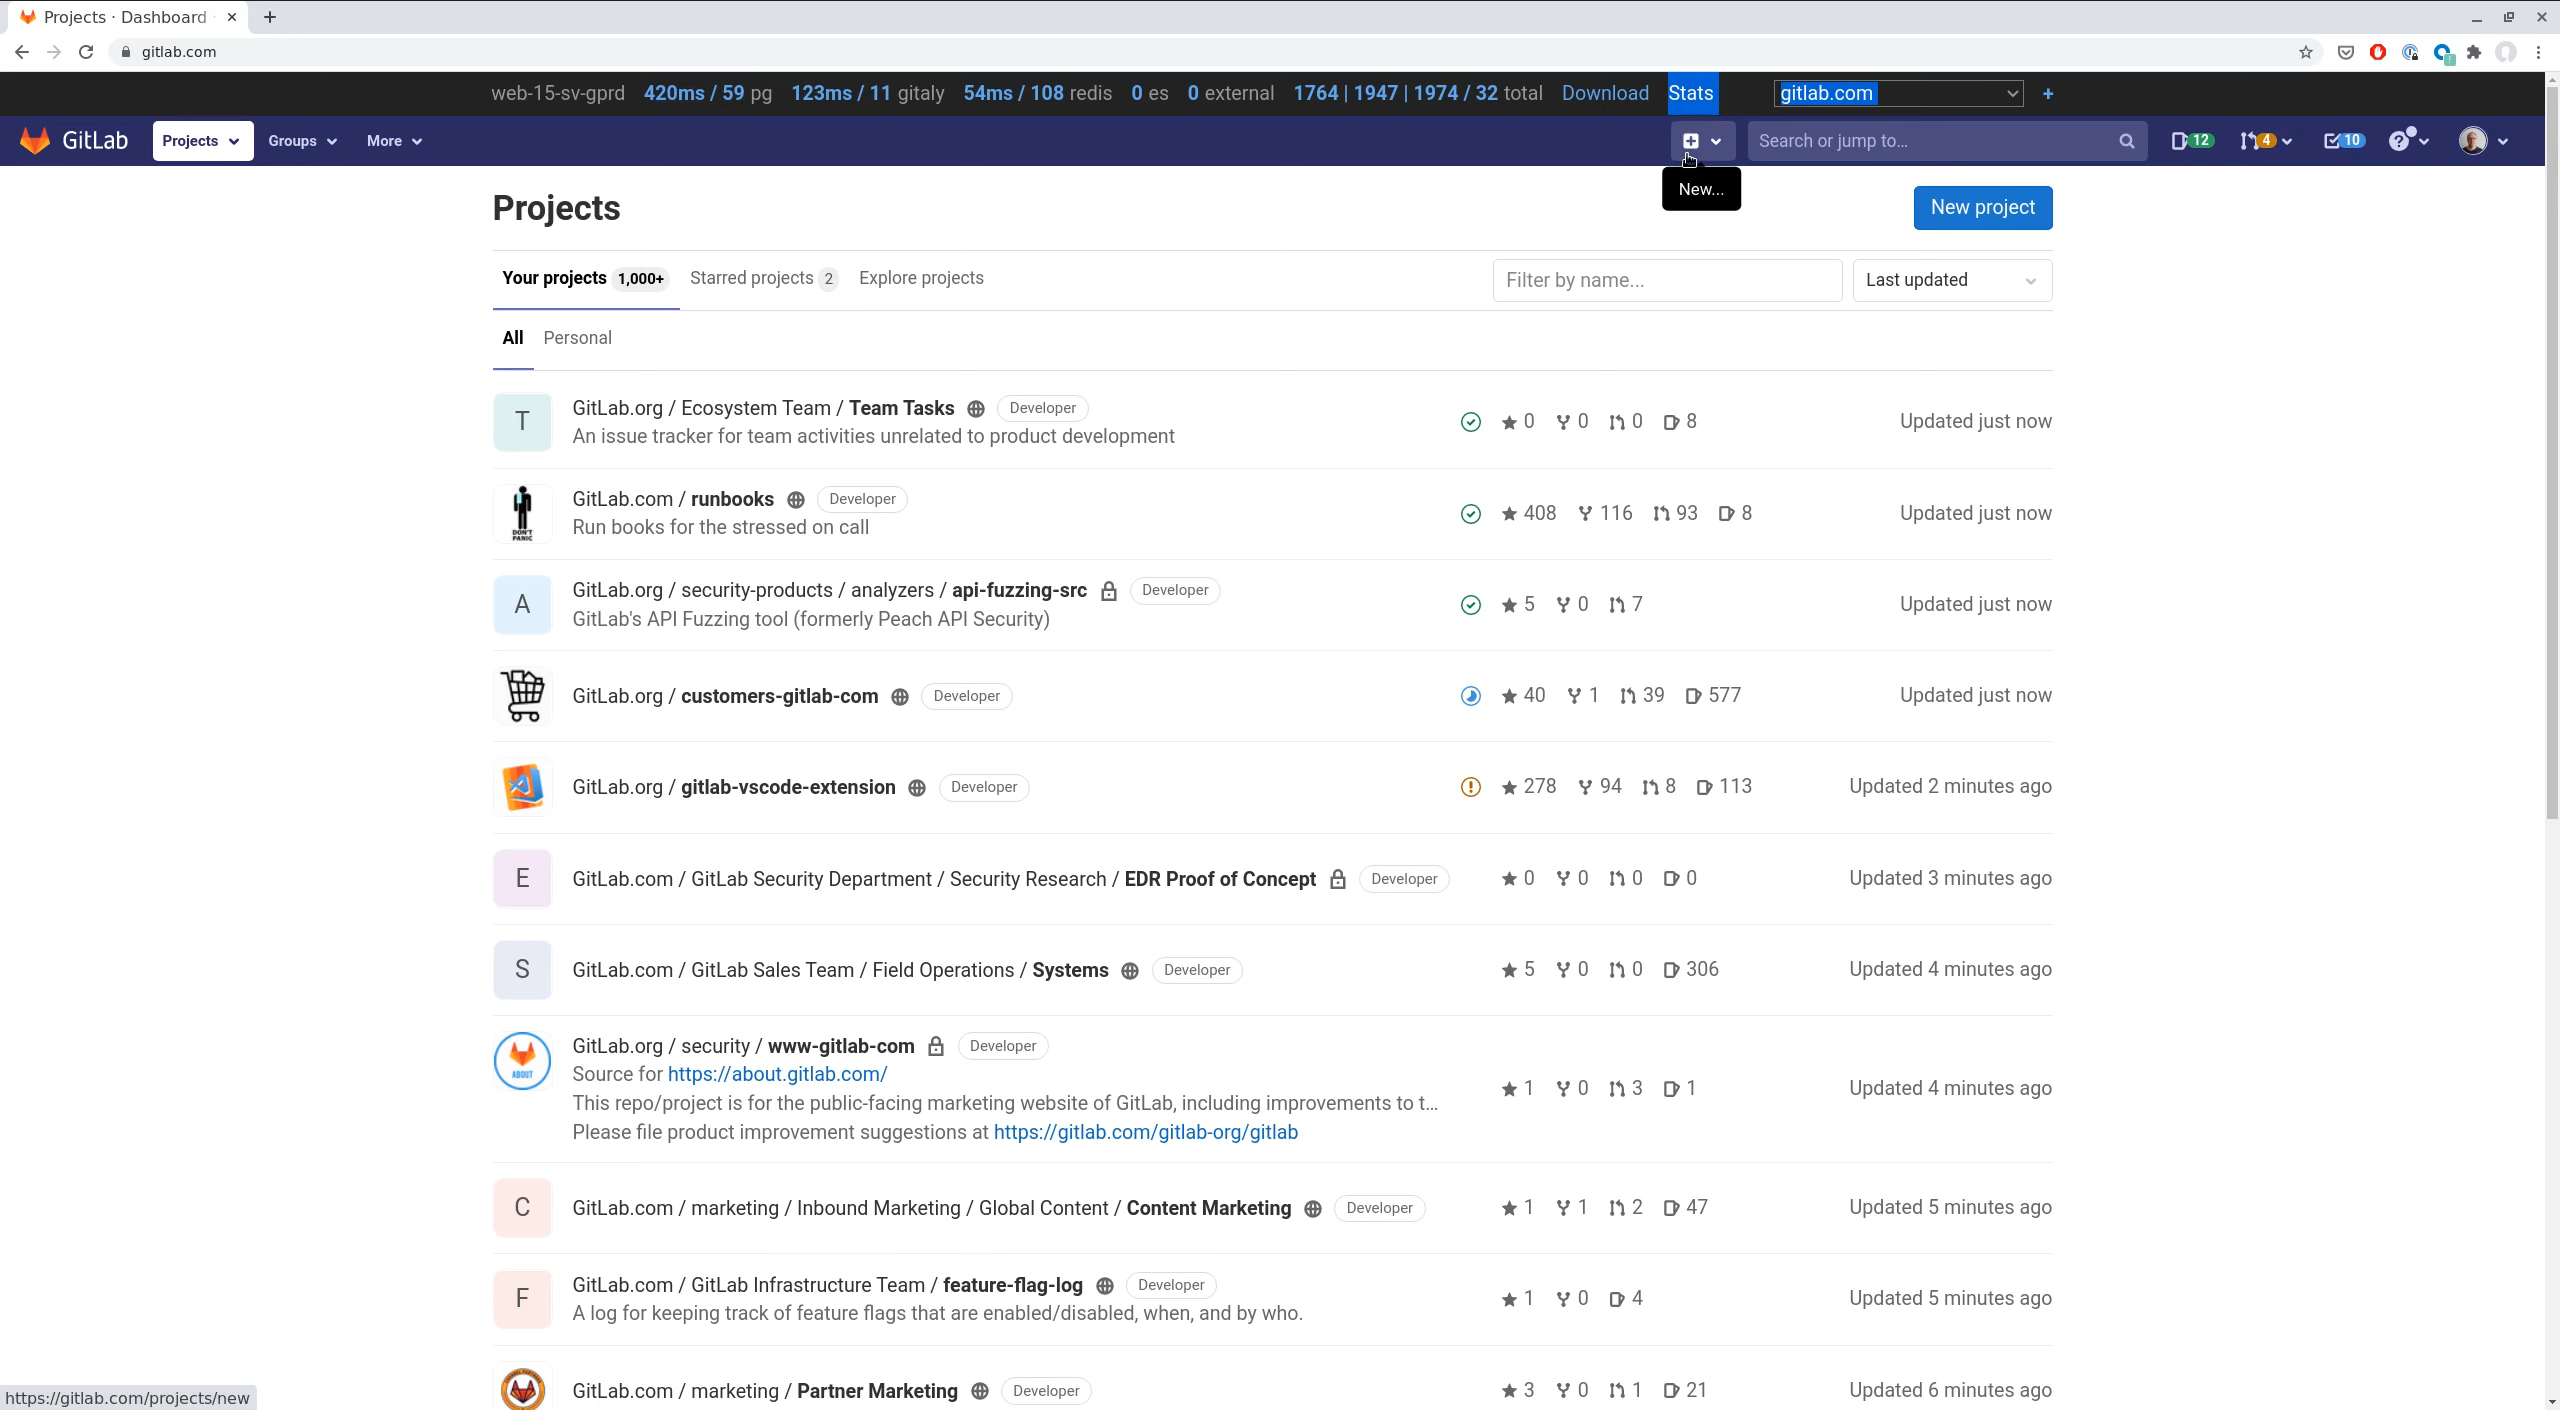 Projects · Dashboard
gitlab.com
web-15-sv-gprd 420ms / 59 pg 123ms / 11 gitaly 54ms / 108 redis 0 es 0 external 1764 | 1947 | 1974 / 32 total Download Stats gitlab.com +
GitLab Projects Groups More Search or jump to... 12 4 10
New...
Projects New project
Your projects 1,000+ Starred projects 2 Explore projects Filter by name... Last updated
All Personal
T GitLab.org / Ecosystem Team / Team Tasks Developer 0 0 0 8 Updated just now
An issue tracker for team activities unrelated to product development
GitLab.com / runbooks Developer 408 116 93 8 Updated just now
DON'T PANIC
Run books for the stressed on call
A GitLab.org / security-products / analyzers / api-fuzzing-src Developer 5 0 7 Updated just now
GitLab's API Fuzzing tool (formerly Peach API Security)
GitLab.org / customers-gitlab-com Developer 40 1 39 577 Updated just now
GitLab.org / gitlab-vscode-extension Developer 278 94 8 113 Updated 2 minutes ago
E GitLab.com / GitLab Security Department / Security Research / EDR Proof of Concept Developer 0 0 0 0 Updated 3 minutes ago
S GitLab.com / GitLab Sales Team / Field Operations / Systems Developer 5 0 0 306 Updated 4 minutes ago
GitLab.org / security / www-gitlab-com Developer
ABOUT Source for https://about.gitlab.com/ 1 0 3 1 Updated 4 minutes ago
This repo/project is for the public-facing marketing website of GitLab, including improvements to t...
Please file product improvement suggestions at https://gitlab.com/gitlab-org/gitlab
C GitLab.com / marketing / Inbound Marketing / Global Content / Content Marketing Developer 1 1 2 47 Updated 5 minutes ago
F GitLab.com / GitLab Infrastructure Team / feature-flag-log Developer 1 0 4 Updated 5 minutes ago
A log for keeping track of feature flags that are enabled/disabled, when, and by who.
GitLab.com / marketing / Partner Marketing Developer 3 0 1 21 Updated 6 minutes ago
https://gitlab.com/projects/new